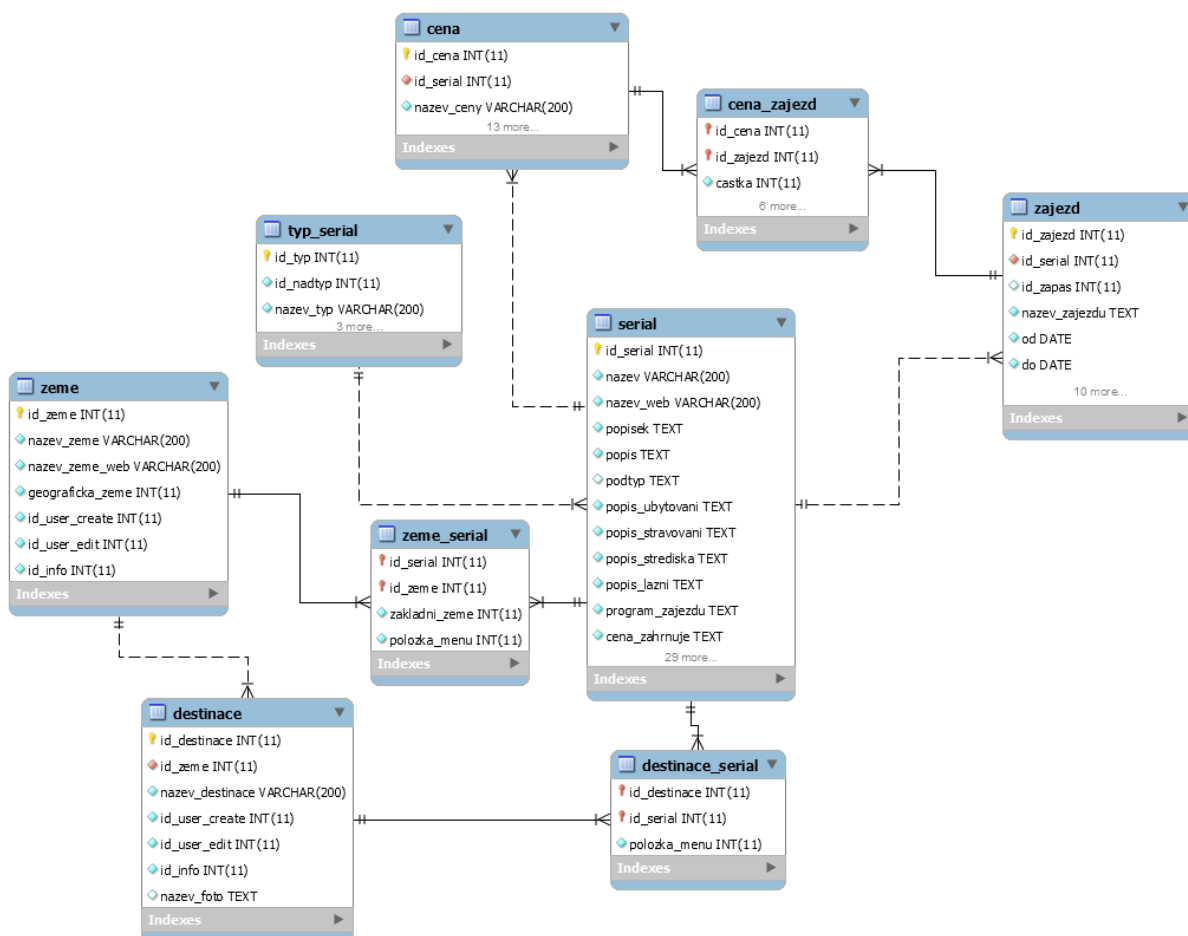 cena
id_cena INT(11)
id_serial INT(11)
nazev_ceny VARCHAR(200)
13 more...
Indexes
cena_zajezd
id_cena INT(11)
id_zajezd INT(11)
castka INT(11)
6 more...
Indexes
zajezd
id_zajezd INT(11)
id_serial INT(11)
id_zapas INT(11)
nazev_zajezdu TEXT
od DATE
do DATE
10 more...
Indexes
typ_serial
id_typ INT(11)
id_nadtyp INT(11)
nazev_typ VARCHAR(200)
3 more...
Indexes
serial
id_serial INT(11)
nazev VARCHAR(200)
nazev_web VARCHAR(200)
popisek TEXT
popis TEXT
podtyp TEXT
popis_ubytovani TEXT
popis_stravovani TEXT
popis_strediska TEXT
popis_lazni TEXT
program_zajezdu TEXT
cena_zahrnuje TEXT
29 more...
Indexes
zeme
id_zeme INT(11)
nazev_zeme VARCHAR(200)
nazev_zeme_web VARCHAR(200)
geograficka_zeme INT(11)
id_user_create INT(11)
id_user_edit INT(11)
id_info INT(11)
Indexes
zeme_serial
id_serial INT(11)
id_zeme INT(11)
zakladni_zeme INT(11)
polozka_menu INT(11)
Indexes
destinace
id_destinace INT(11)
id_zeme INT(11)
nazev_destinace VARCHAR(200)
id_user_create INT(11)
id_user_edit INT(11)
id_info INT(11)
nazev_foto TEXT
Indexes
destinace_serial
id_destinace INT(11)
id_serial INT(11)
polozka_menu INT(11)
Indexes